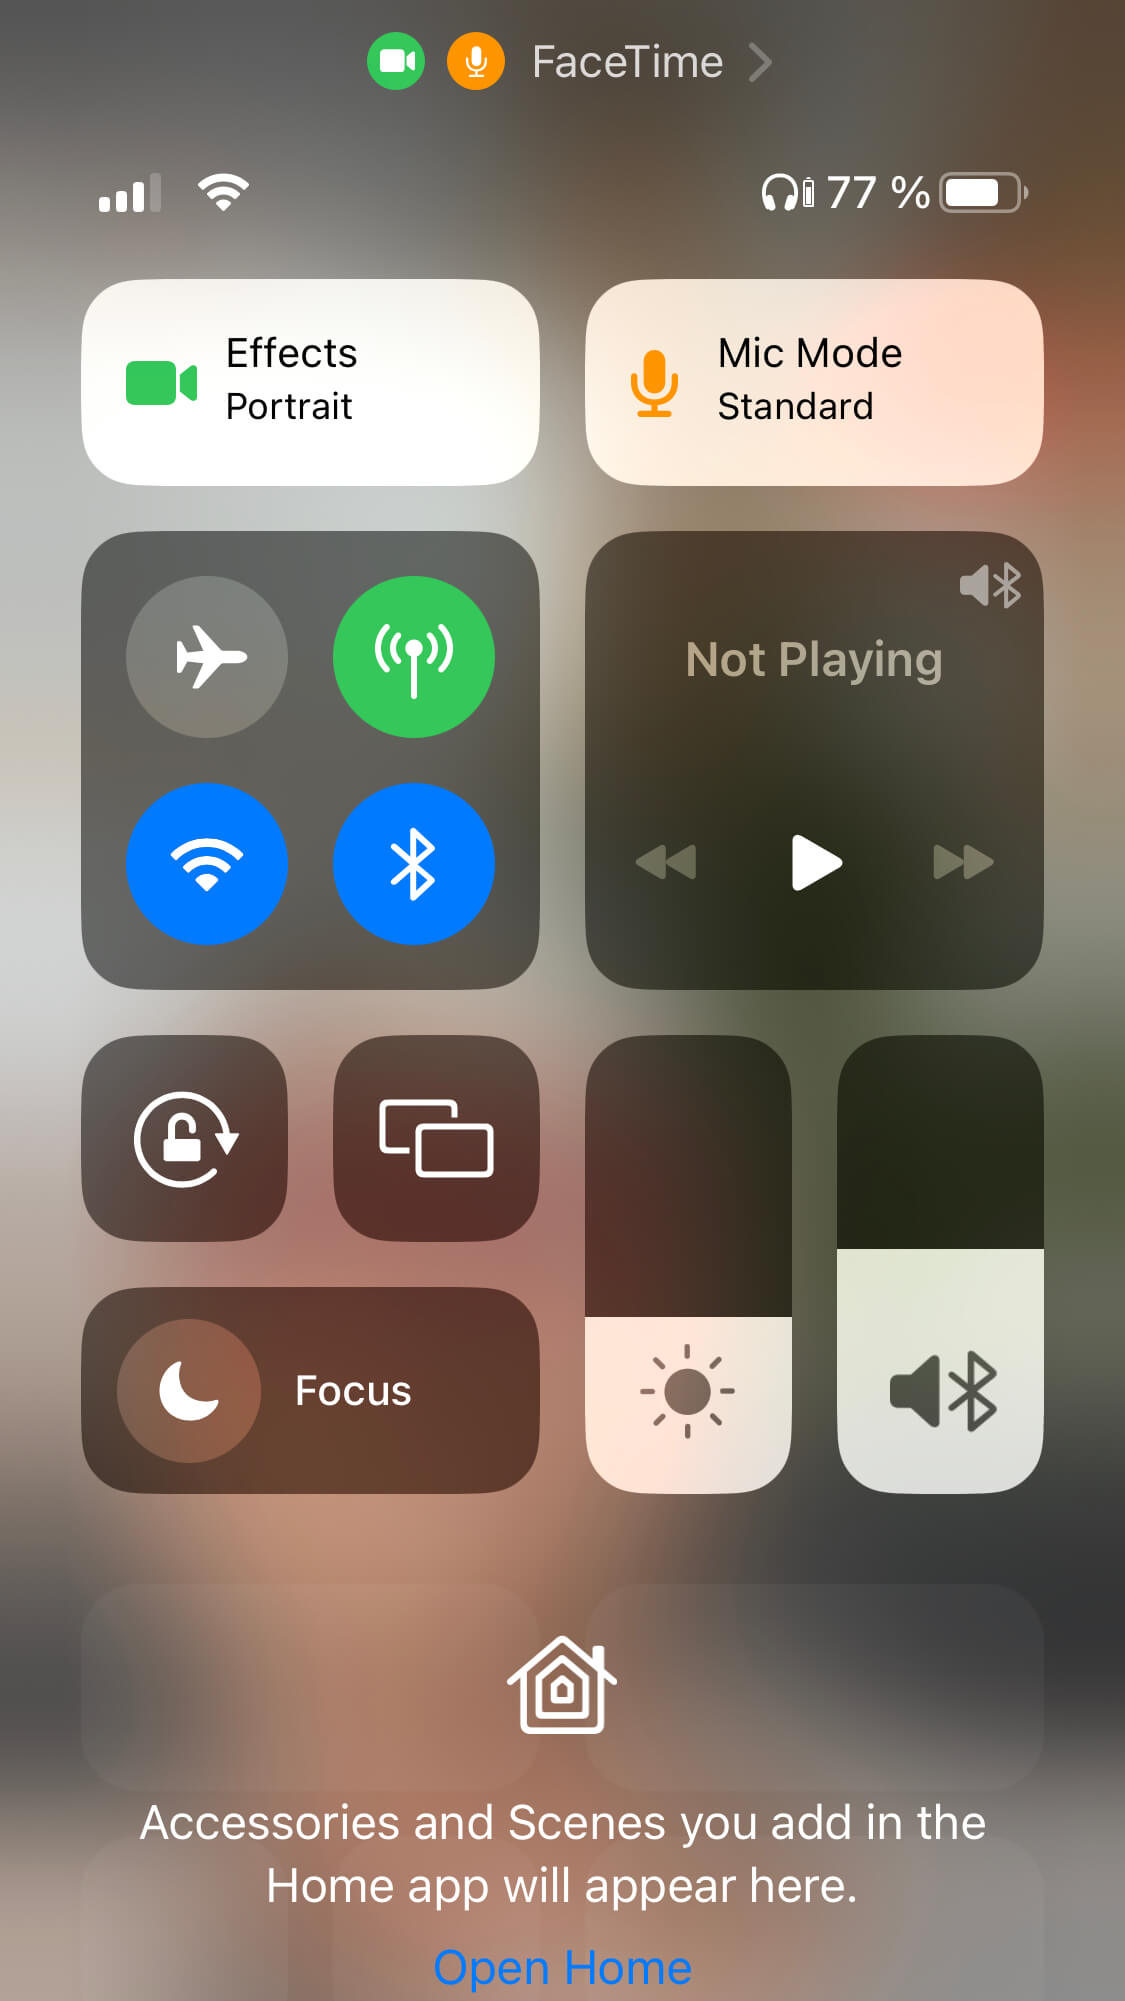 FaceTime
77 %
Effects
Portrait
Mic Mode
Standard
Not Playing
Focus
Accessories and Scenes you add in the
Home app will appear here.
Open Home